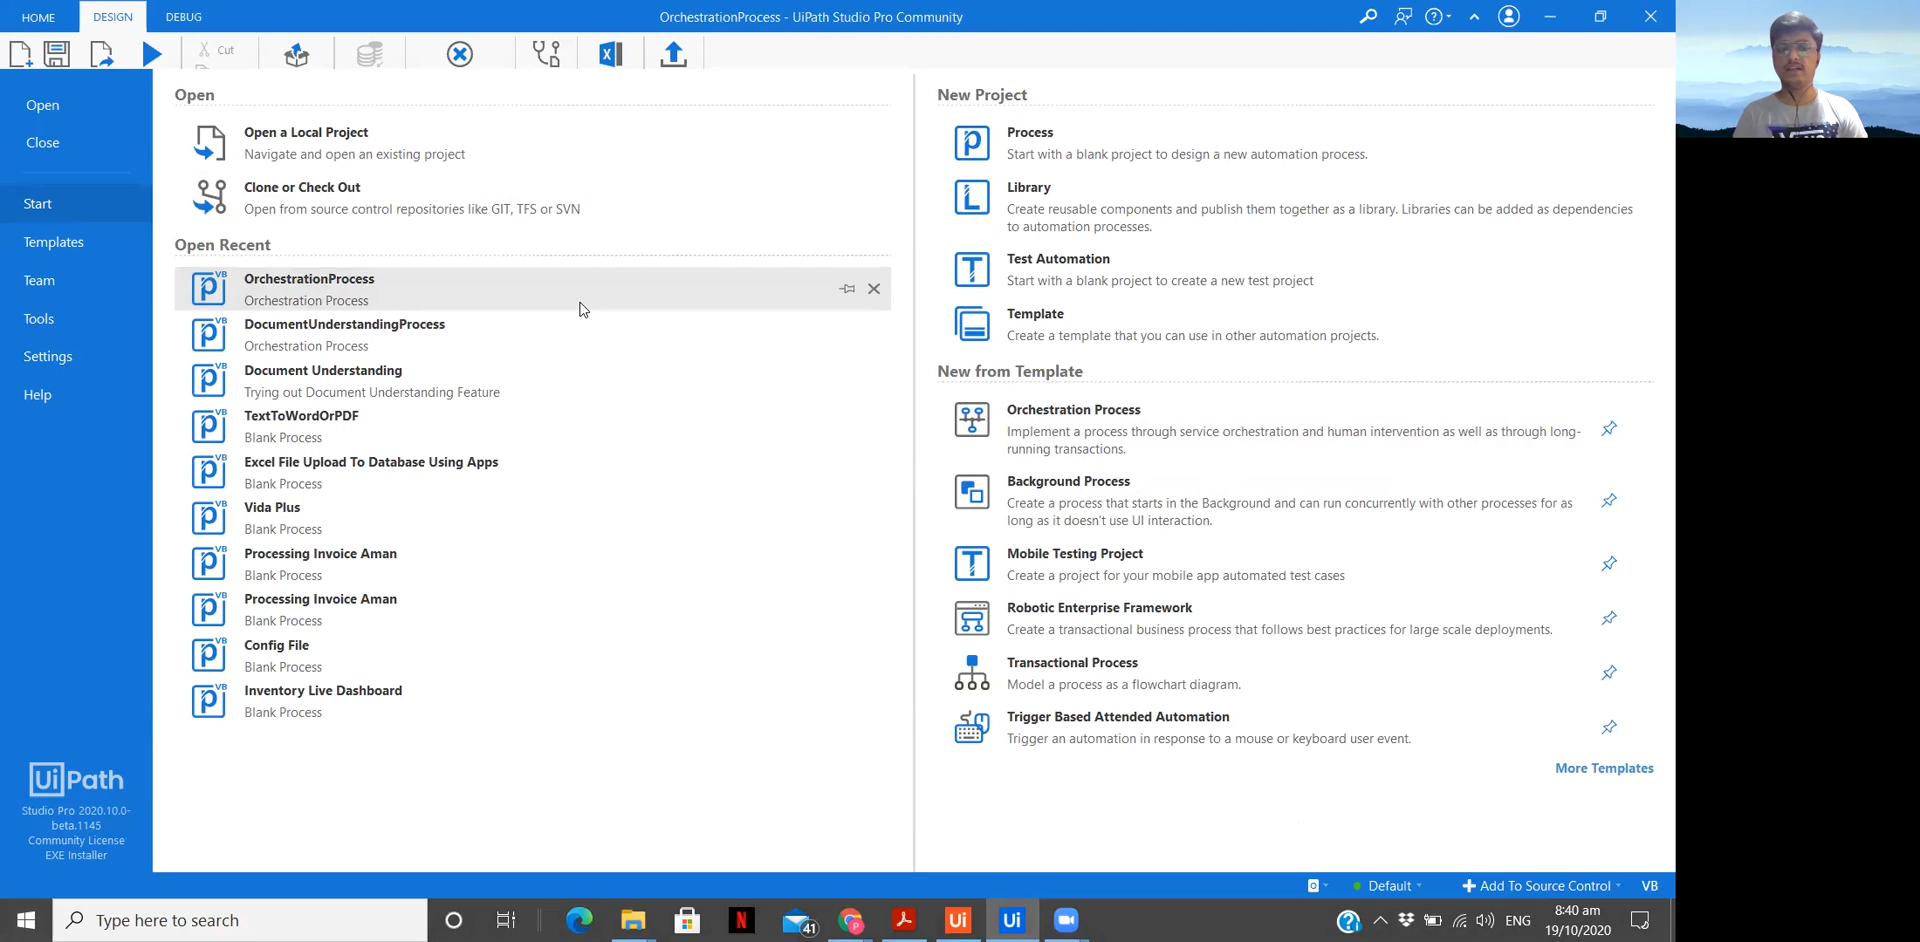 HOME
DESIGN
DEBUG
OrchestrationProcess - UiPath Studio Pro Community
Cut
Open
Close
Start
Templates
Team
Tools
Settings
Help
Ui Path
Studio Pro 2020.10.0-
beta.1145
Community License
EXE Installer
Open
Open a Local Project
Navigate and open an existing project
Clone or Check Out
Open from source control repositories like GIT, TFS or SVN
Open Recent
OrchestrationProcess
Orchestration Process
DocumentUnderstandingProcess
Orchestration Process
Document Understanding
Trying out Document Understanding Feature
TextToWordOrPDF
Blank Process
Excel File Upload To Database Using Apps
Blank Process
Vida Plus
Blank Process
Processing Invoice Aman
Blank Process
Processing Invoice Aman
Blank Process
Config File
Blank Process
Inventory Live Dashboard
Blank Process
New Project
Process
Start with a blank project to design a new automation process.
Library
Create reusable components and publish them together as a library. Libraries can be added as dependencies
to automation processes.
Test Automation
Start with a blank project to create a new test project
Template
Create a template that you can use in other automation projects.
New from Template
Orchestration Process
Implement a process through service orchestration and human intervention as well as through long-
running transactions.
Background Process
Create a process that starts in the Background and can run concurrently with other processes for as
long as it doesn't use UI interaction.
Mobile Testing Project
Create a project for your mobile app automated test cases
Robotic Enterprise Framework
Create a transactional business process that follows best practices for large scale deployments.
Transactional Process
Model a process as a flowchart diagram.
Trigger Based Attended Automation
Trigger an automation in response to a mouse or keyboard user event.
More Templates
Default
Add To Source Control
VB
Type here to search
41
Ui
Ui
ENG
8:40 am
19/10/2020